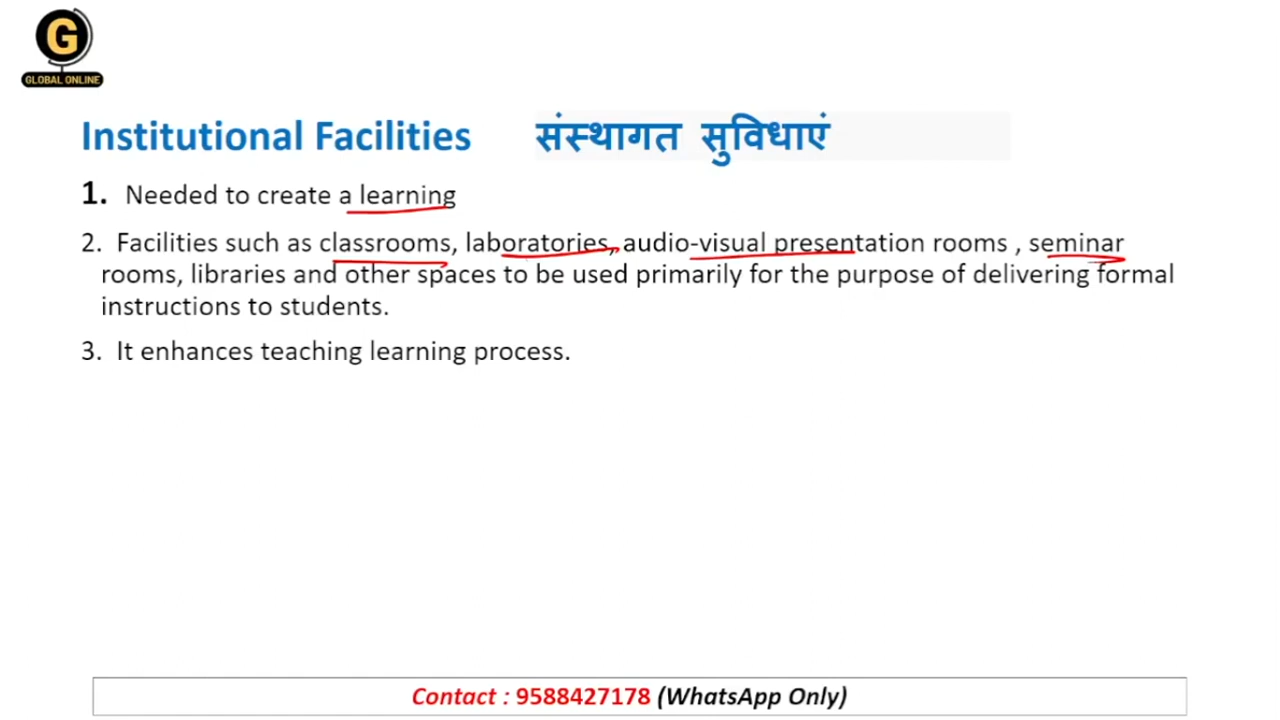 G
GLOBAL ONLINE
Institutional Facilities संस्थागत सुविधाएं
1. Needed to create a learning
2. Facilities such as classrooms, laboratories, audio-visual presentation rooms , seminar
rooms, libraries and other spaces to be used primarily for the purpose of delivering formal
instructions to students.
3. It enhances teaching learning process.
Contact : 9588427178 (WhatsApp Only)